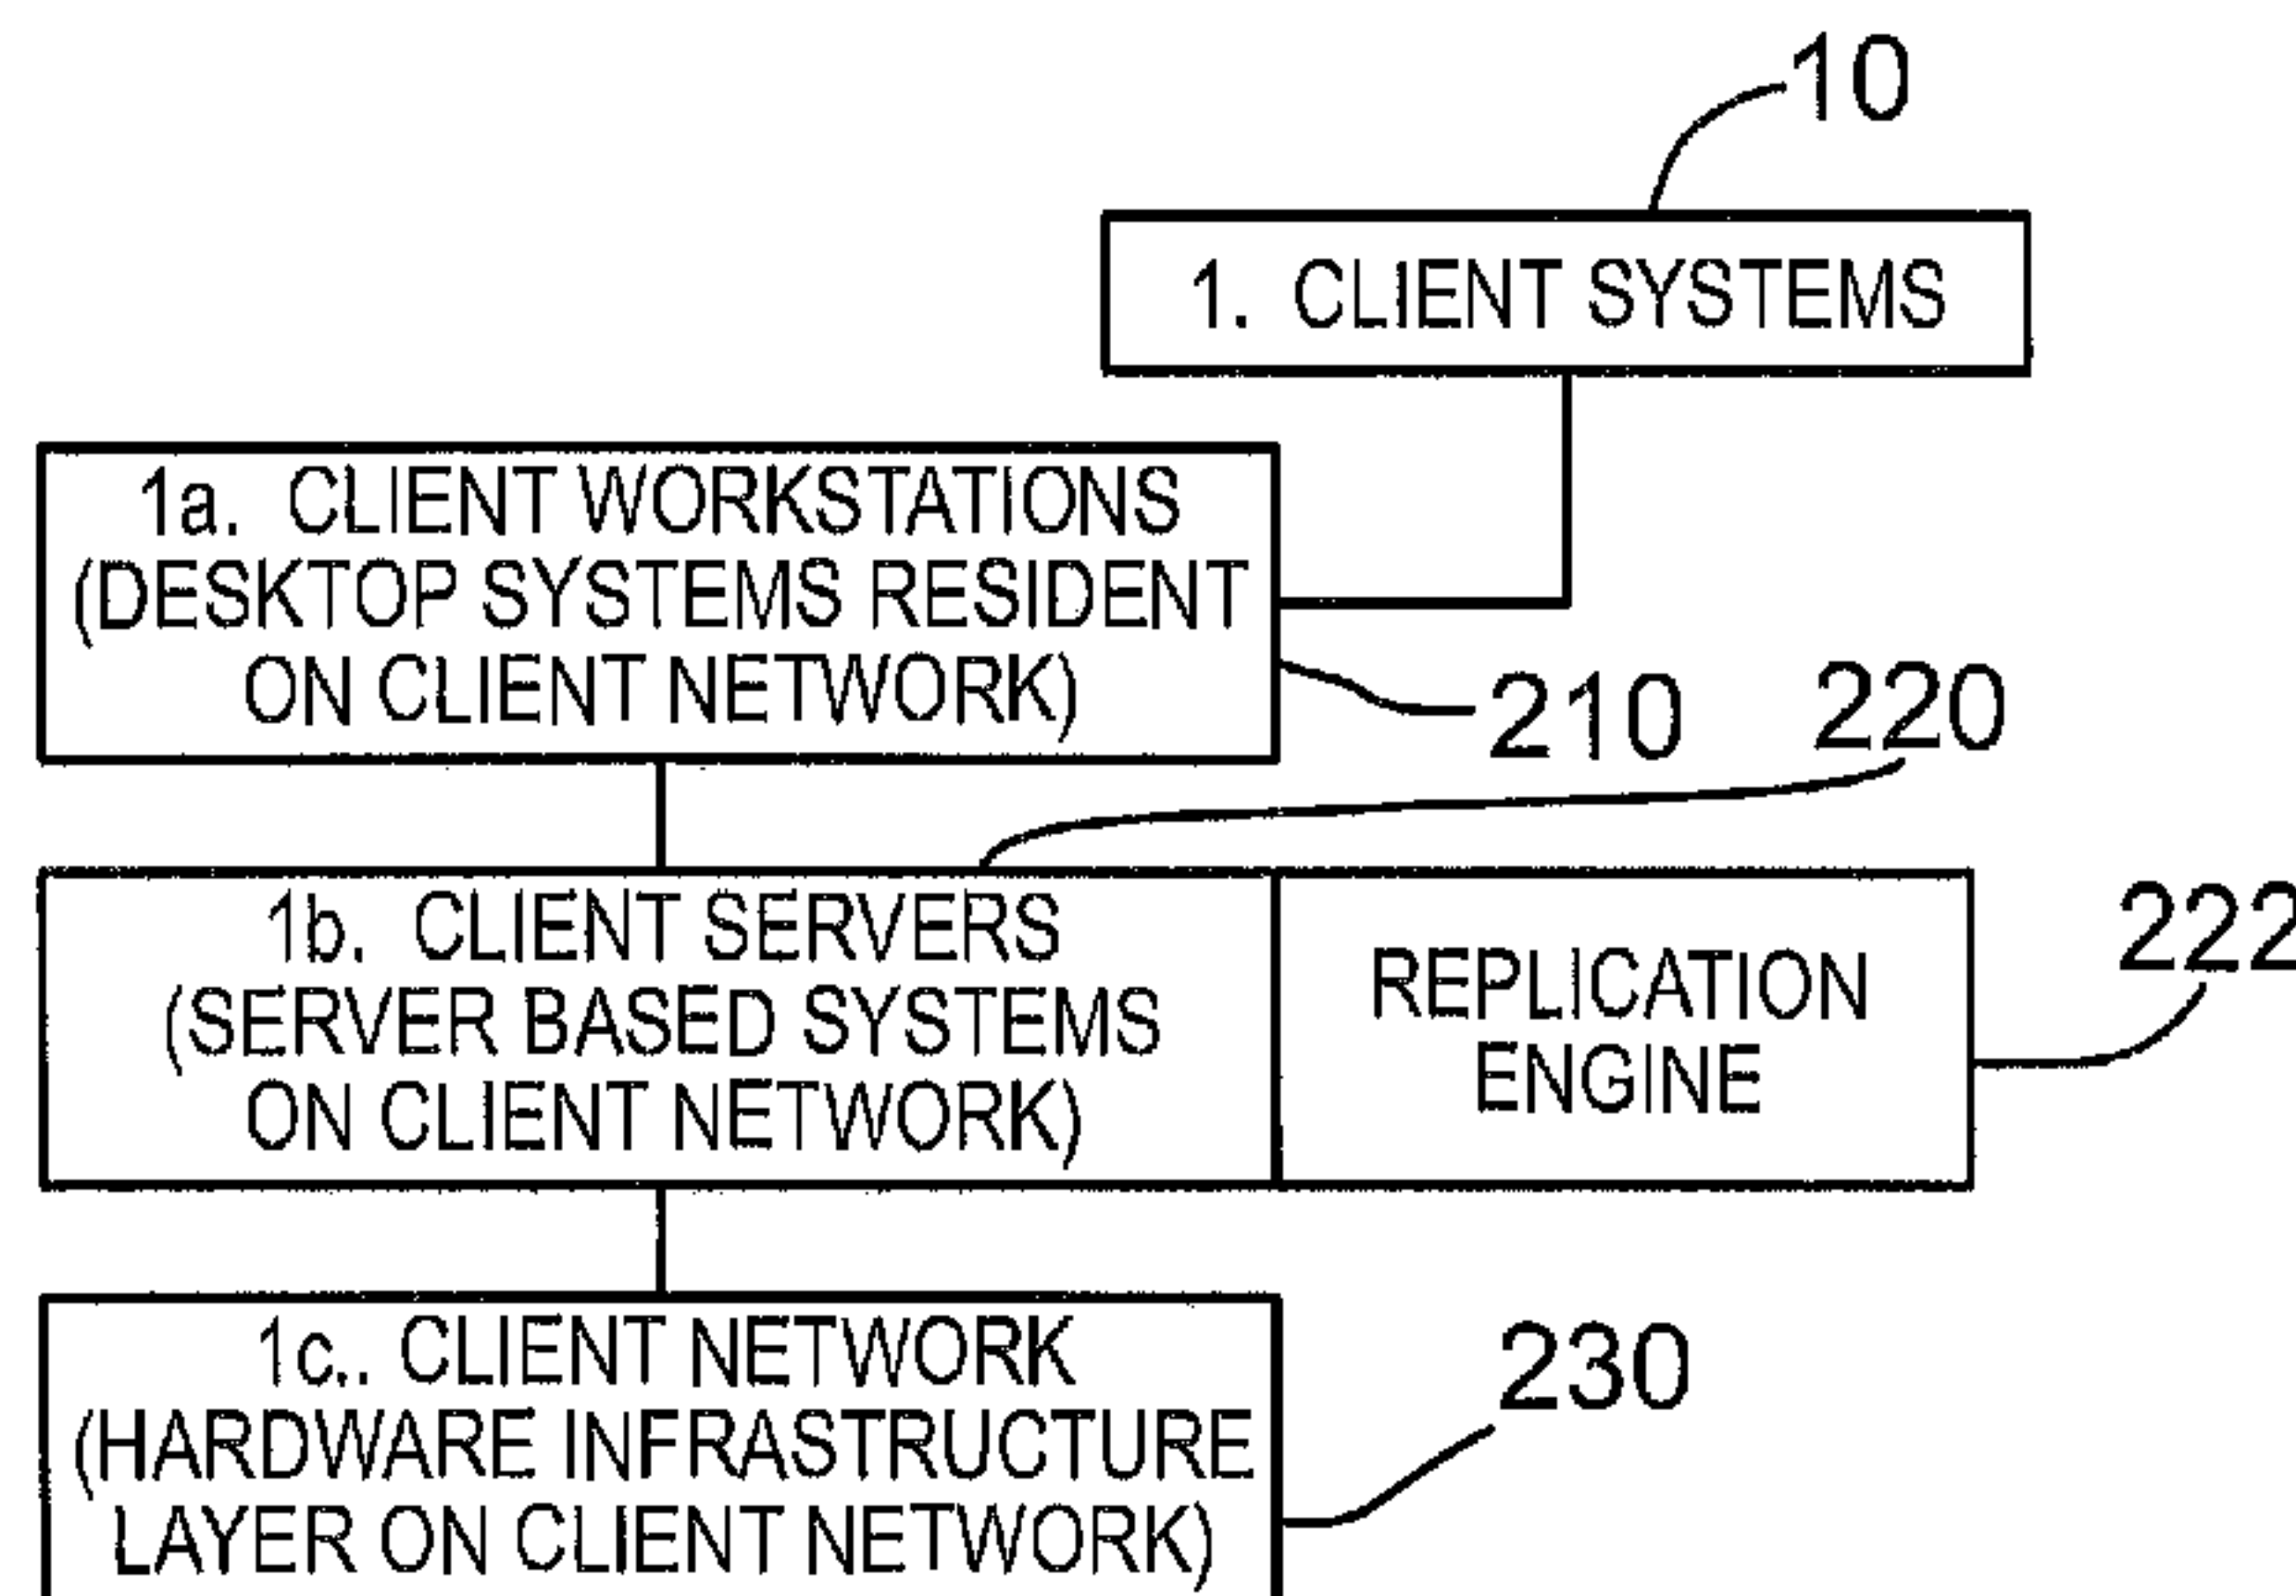 10
1. CLIENT SYSTEMS
1a. CLIENT WORKSTATIONS
(DESKTOP SYSTEMS RESIDENT
ON CLIENT NETWORK)
210
220
1b. CLIENT SERVERS
(SERVER BASED SYSTEMS
ON CLIENT NETWORK)
REPLICATION
ENGINE
222
1c,. CLIENT NETWORK
(HARDWARE INFRASTRUCTURE
LAYER ON CLIENT NETWORK)
230